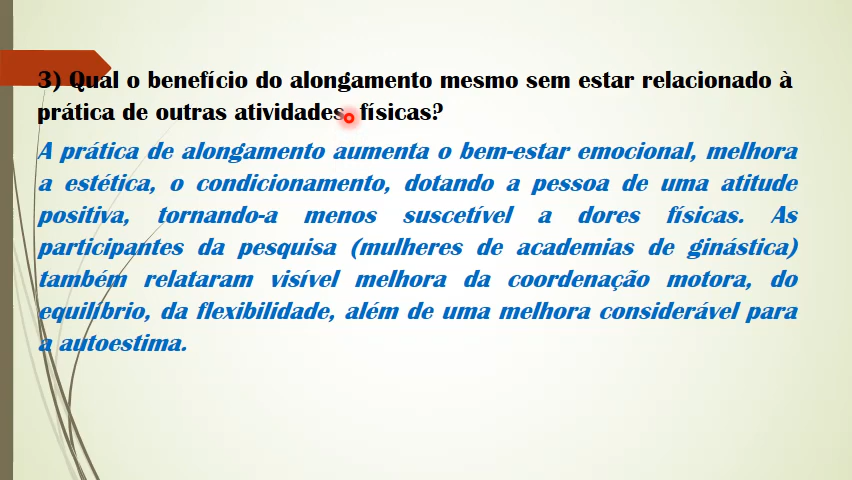 3) Qual o benefício do alongamento mesmo sem estar relacionado à
prática de outras atividades físicas?
A prática de alongamento aumenta o bem-estar emocional, melhora
a estética, o condicionamento, dotando a pessoa de uma atitude
positiva, tornando-a menos suscetível a dores físicas. As
participantes da pesquisa (mulheres de academias de ginástica)
também relataram visível melhora da coordenação motora, do
equilíbrio, da flexibilidade, além de uma melhora considerável para
a autoestima.